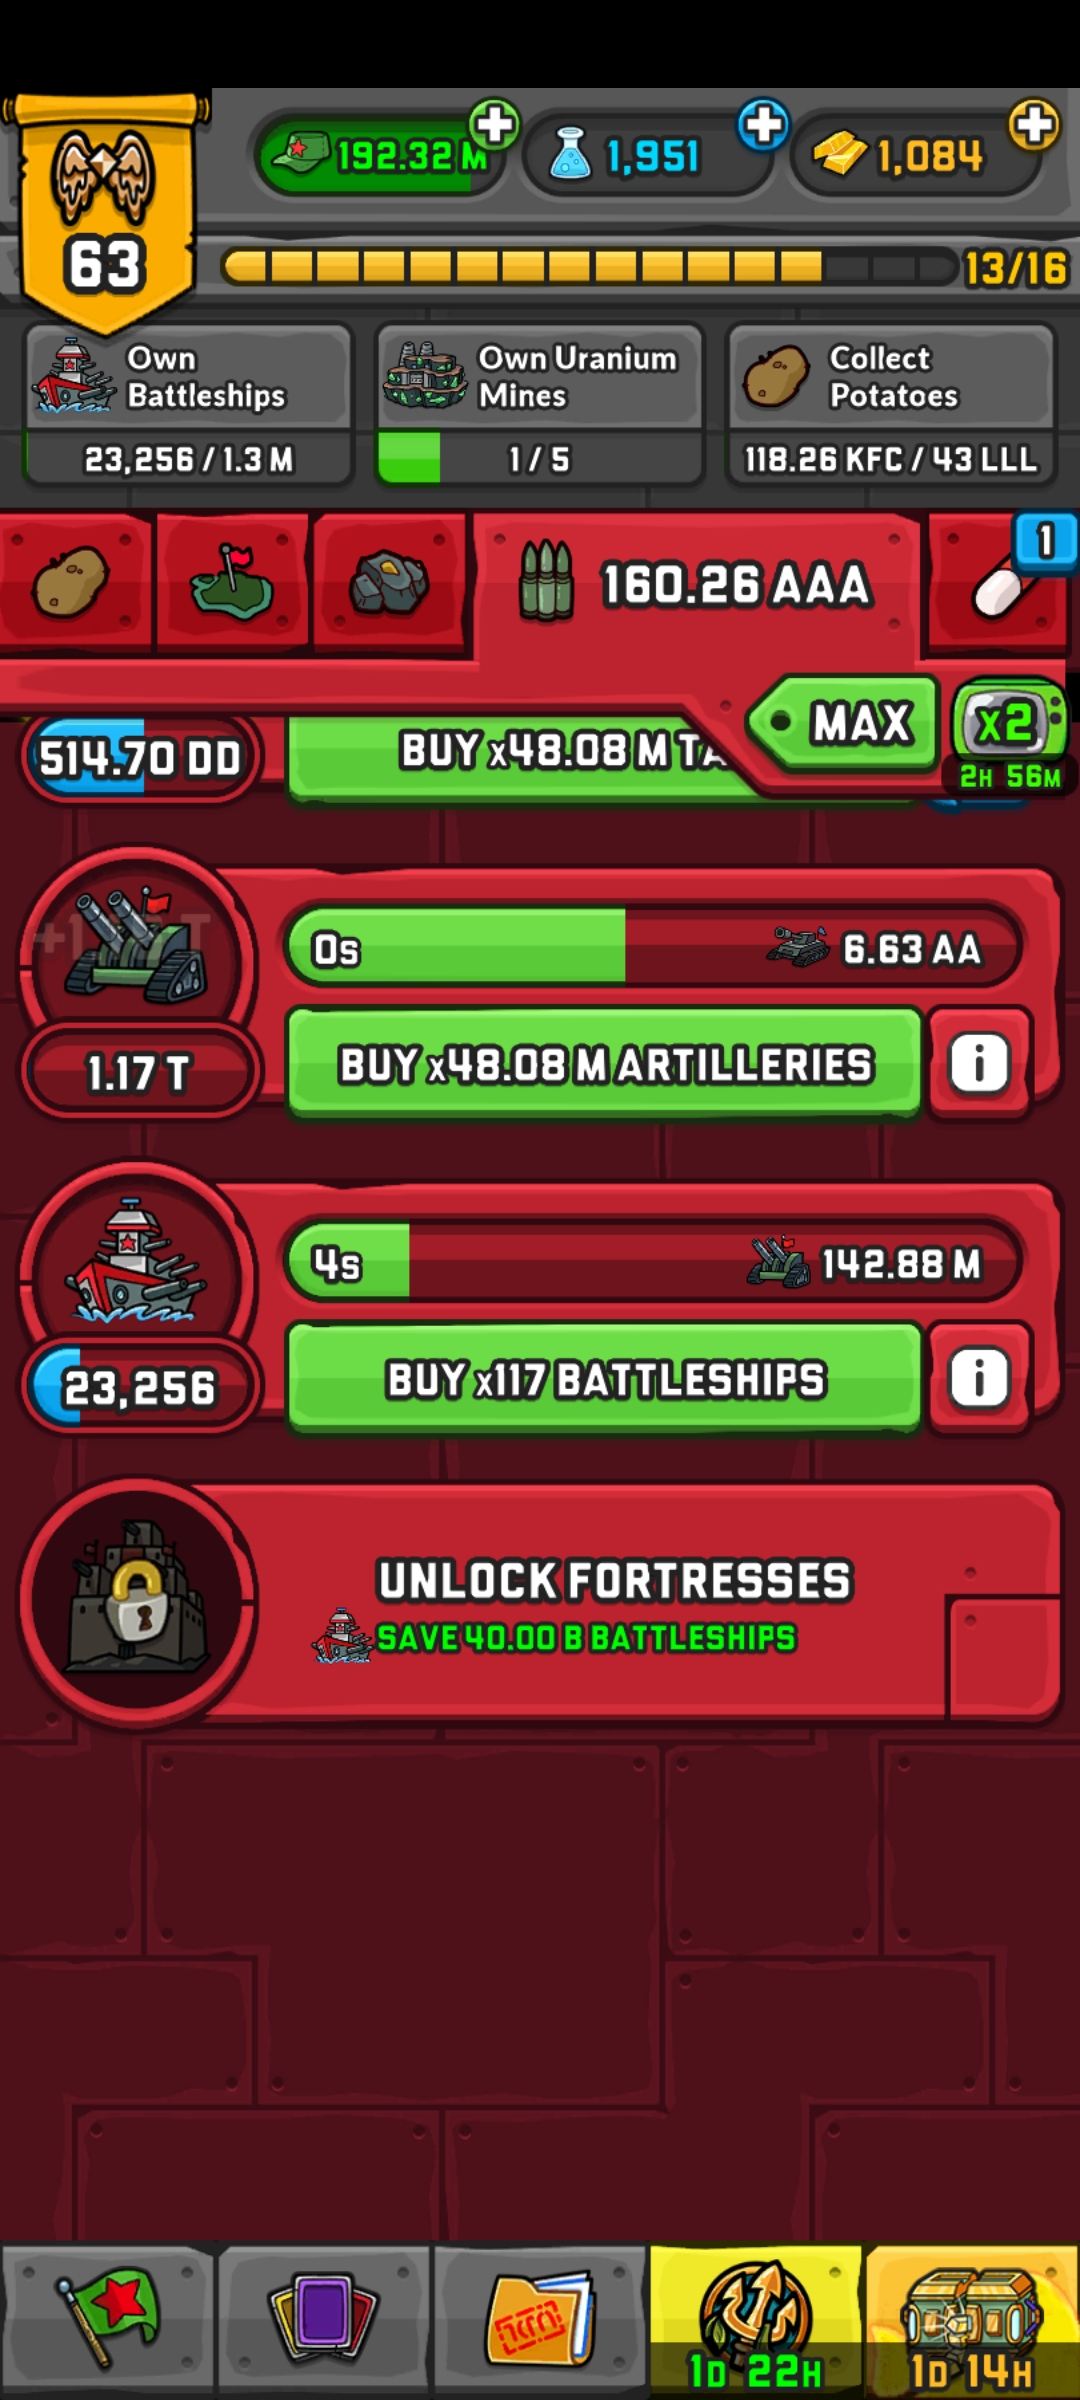 192.32 M
1,951
1,084
63
13/16
Own
Battleships
23,256 / 1.3 M
Own Uranium
Mines
1 / 5
Collect
Potatoes
118.26 KFC / 43 LLL
160.26 AAA
1
MAX
x2
2H 56M
514.70 DD
BUY x48.08 M TA
0s
6.63 AA
1.17 T
BUY x48.08 M ARTILLERIES
i
4s
142.88 M
23,256
BUY x117 BATTLESHIPS
i
UNLOCK FORTRESSES
SAVE 40.00 B BATTLESHIPS
1D 22H
1D 14H